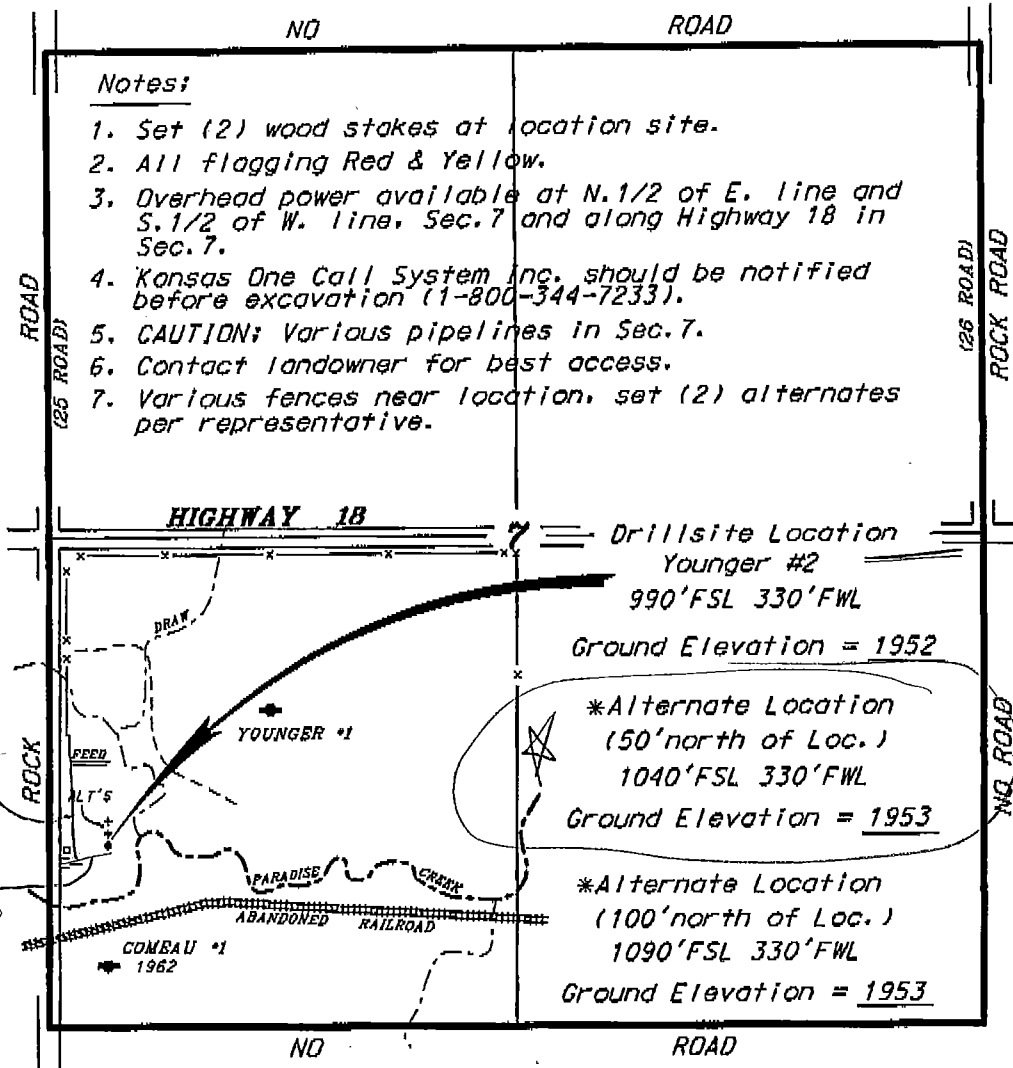 NO ROAD
Notes:
1. Set (2) wood stakes at location site.
2. All flagging Red & Yellow.
3. Overhead power available at N.1/2 of E. line and
S.1/2 of W. line, Sec.7 and along Highway 18 in
Sec.7.
4. Kansas One Call System Inc. should be notified
before excavation (1-800-344-7233).
5. CAUTION: Various pipelines in Sec.7.
6. Contact landowner for best access.
7. Various fences near location, set (2) alternates
per representative.
ROAD
(25 ROAD)
(26 ROAD)
ROCK ROAD
HIGHWAY 18
7
Drillsite Location
Younger #2
990'FSL 330'FWL
Ground Elevation = 1952
*Alternate Location
(50'north of Loc.)
1040'FSL 330'FWL
Ground Elevation = 1953
*Alternate Location
(100'north of Loc.)
1090'FSL 330'FWL
Ground Elevation = 1953
DRAW
YOUNGER #1
FEED
ALT'S
ROCK
NO ROAD
PARADISE CREEK
ABANDONED RAILROAD
COMEAU #1
1962
NO ROAD